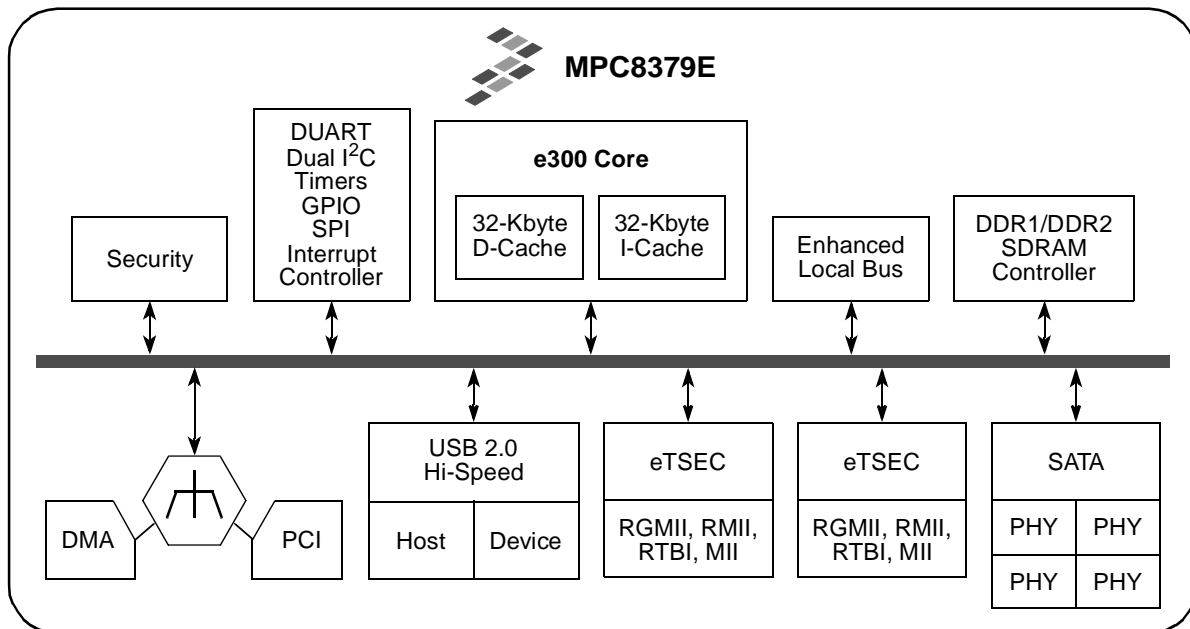 MPC8379E
DUART
Dual I²C
Timers
GPIO
SPI
Interrupt
Controller
e300 Core
32-Kbyte
D-Cache
32-Kbyte
I-Cache
Security
Enhanced
Local Bus
DDR1/DDR2
SDRAM
Controller
DMA
PCI
USB 2.0
Hi-Speed
Host
Device
eTSEC
RGMII, RMII,
RTBI, MII
eTSEC
RGMII, RMII,
RTBI, MII
SATA
PHY
PHY
PHY
PHY